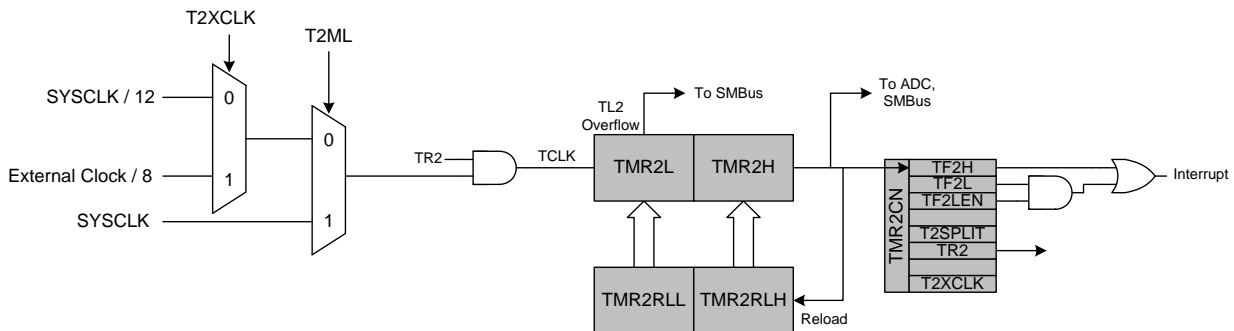 T2XCLK
T2ML
SYSCLK / 12
0
External Clock / 8
1
SYSCLK
0
1
TR2
TCLK
TL2
Overflow
To SMBus
To ADC,
SMBus
TMR2L
TMR2H
TMR2RLL
TMR2RLH
Reload
TMR2CN
TF2H
TF2L
TF2LEN
T2SPLIT
TR2
T2XCLK
Interrupt